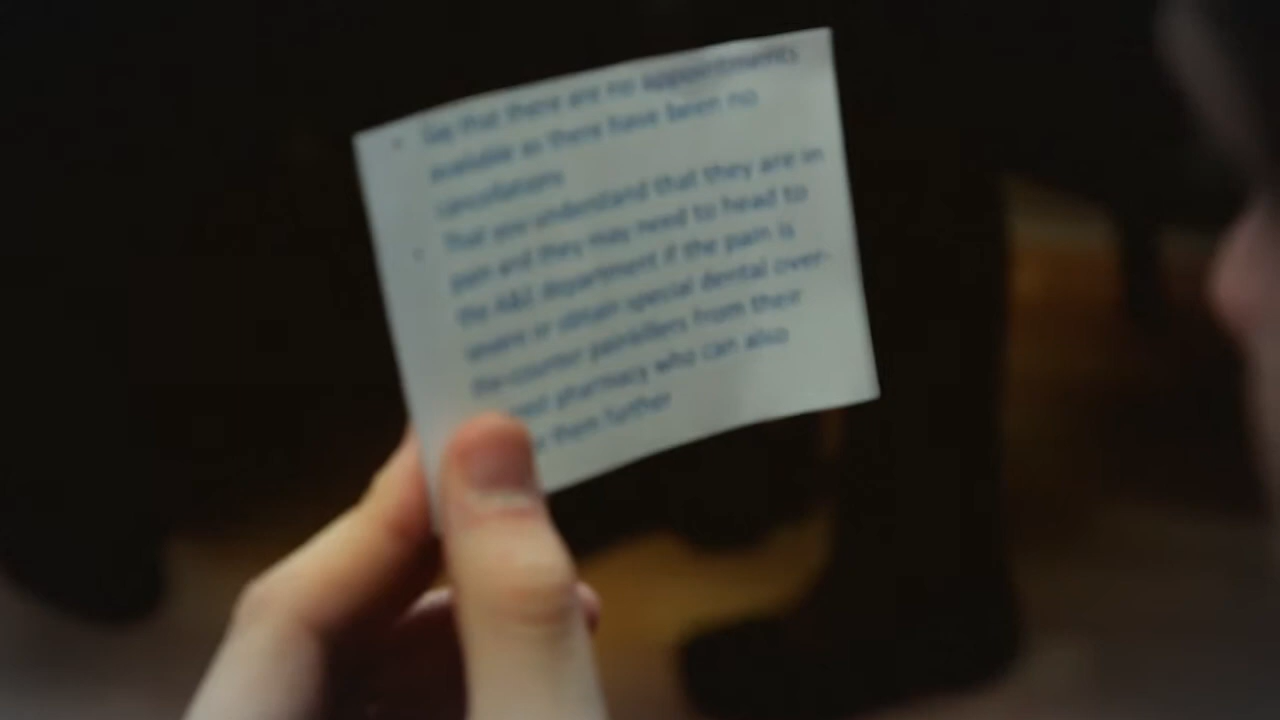 • Say that there are no appointments
available as there have been no
cancellations
• That you understand that they are in
pain and they may need to head to
the A&E department if the pain is
severe or obtain special dental over-
the-counter painkillers from their
pharmacy who can also
them further